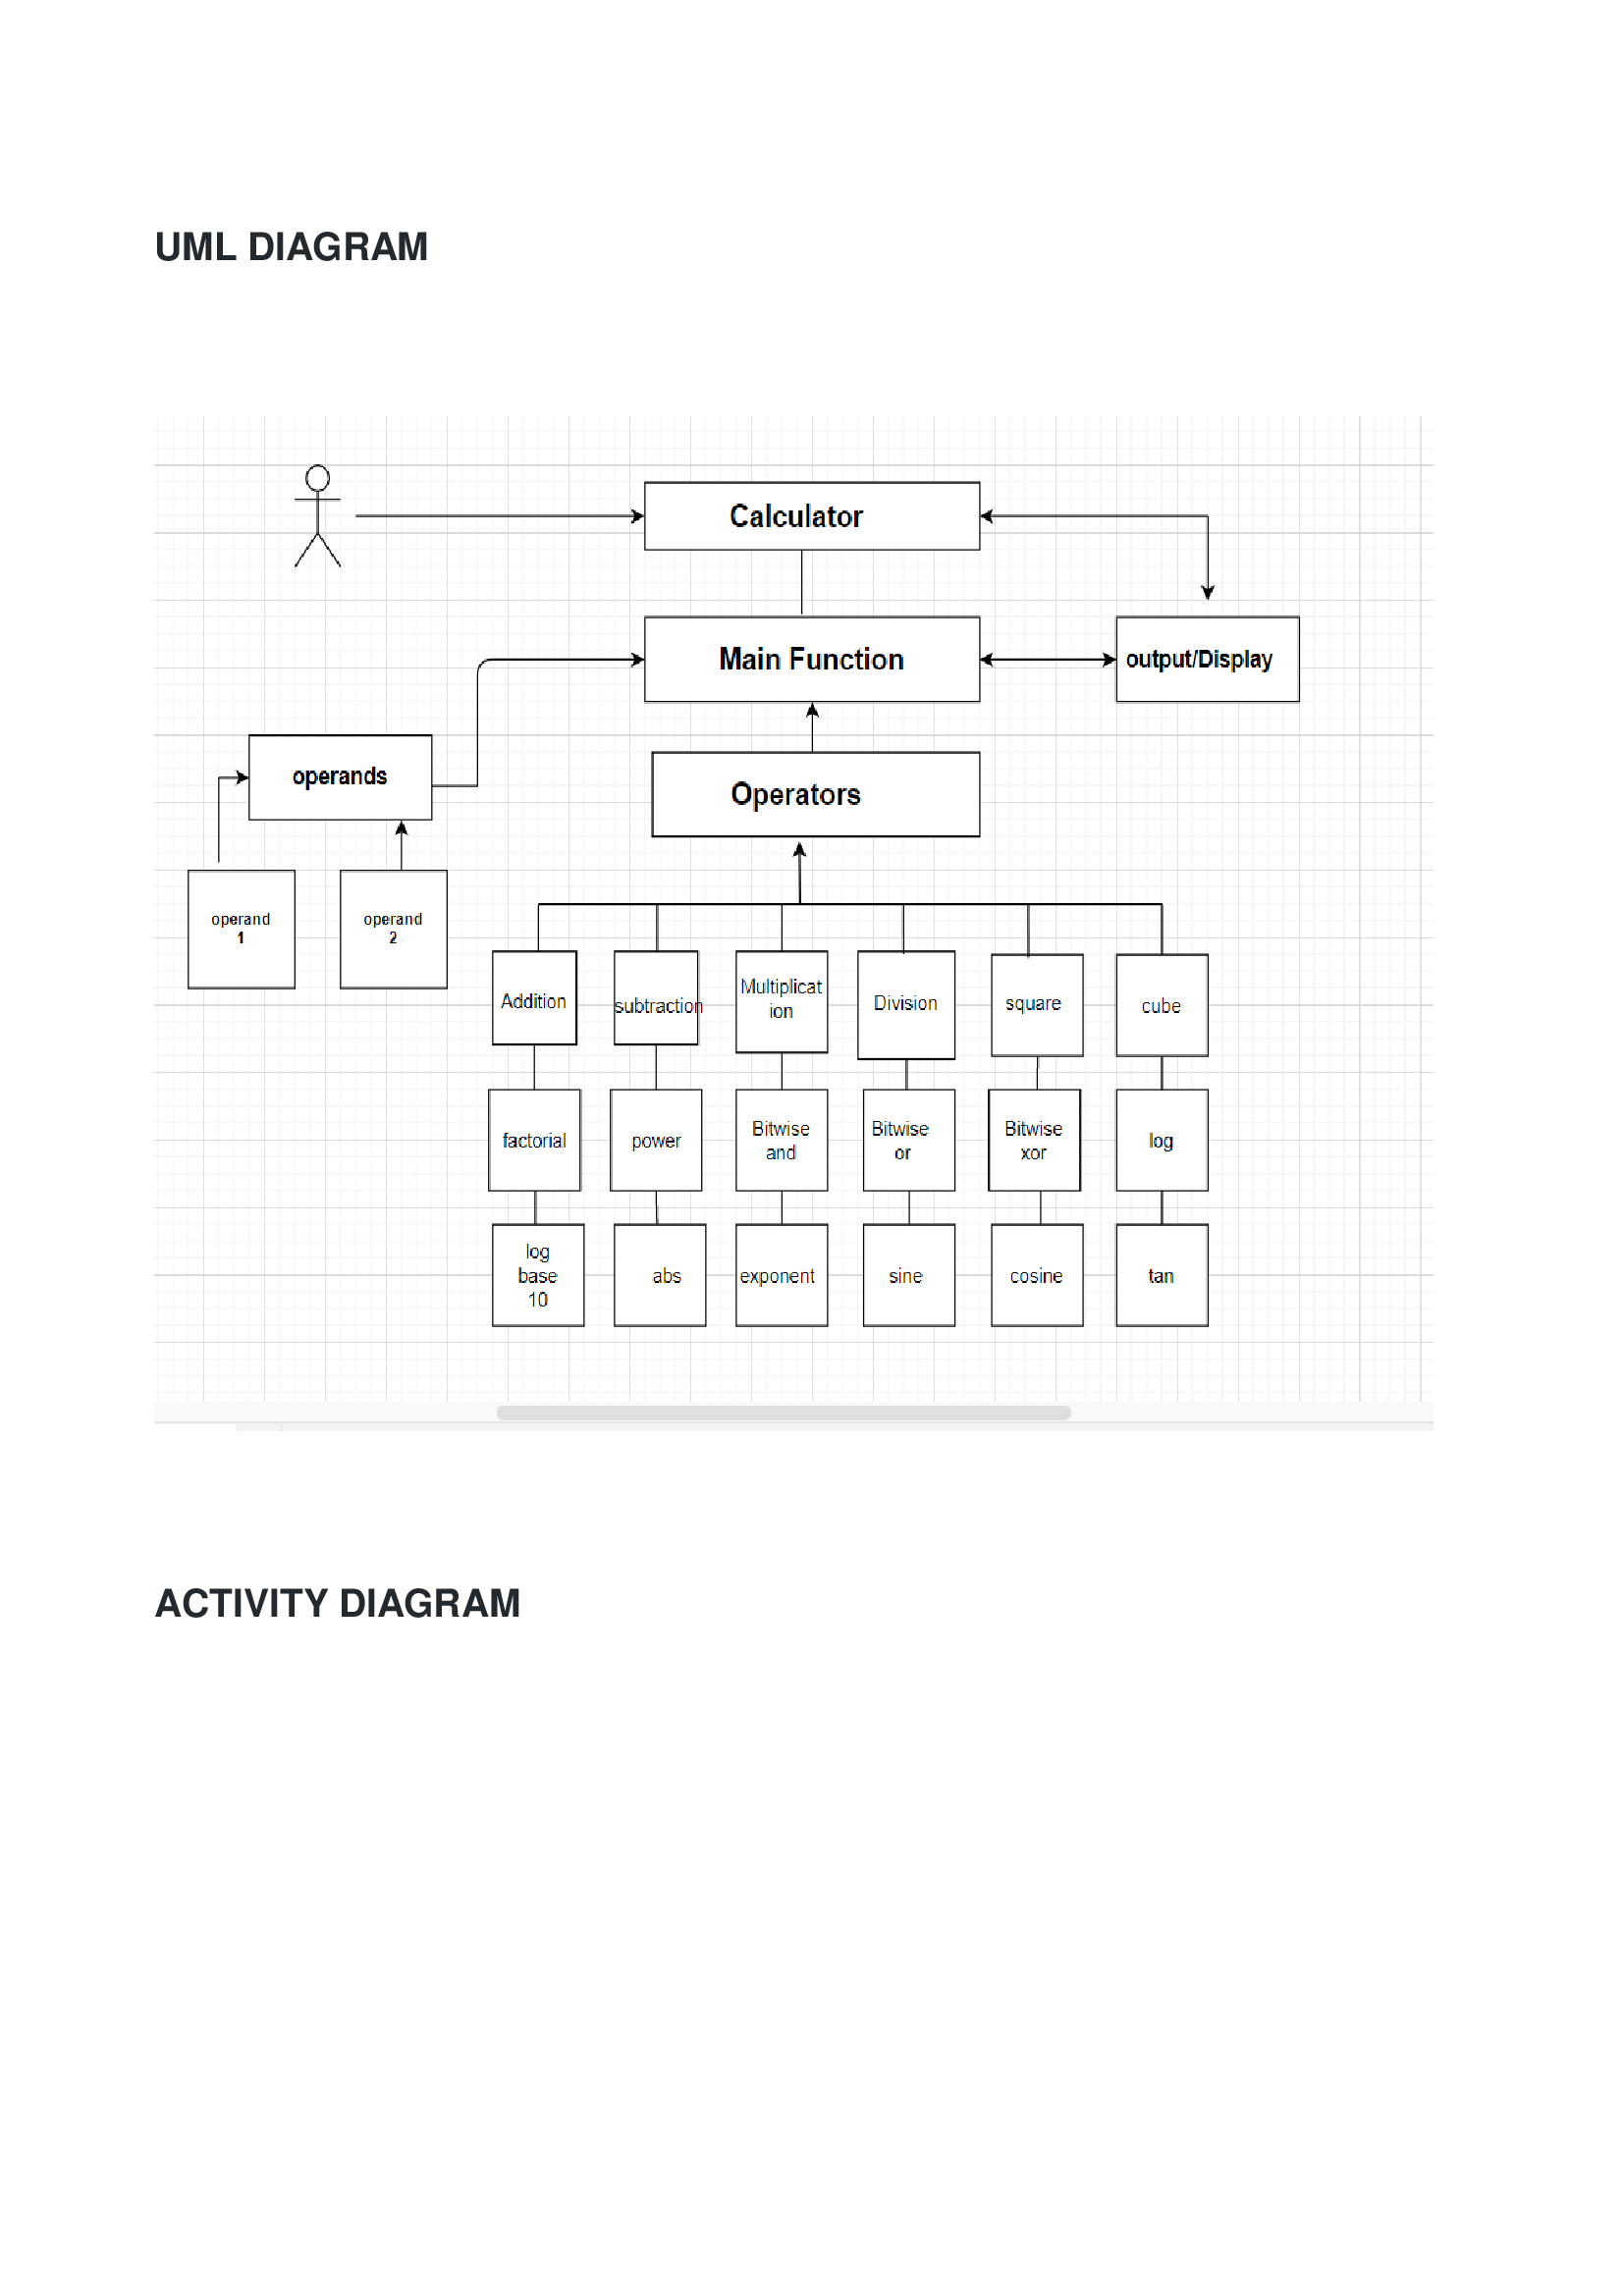 UML DIAGRAM
Calculator
Main Function
output/Display
operands
Operators
operand
1
operand
2
Addition
subtraction
Multiplicat
ion
Division
square
cube
factorial
power
Bitwise
and
Bitwise
or
Bitwise
xor
log
log
base
10
abs
exponent
sine
cosine
tan
ACTIVITY DIAGRAM